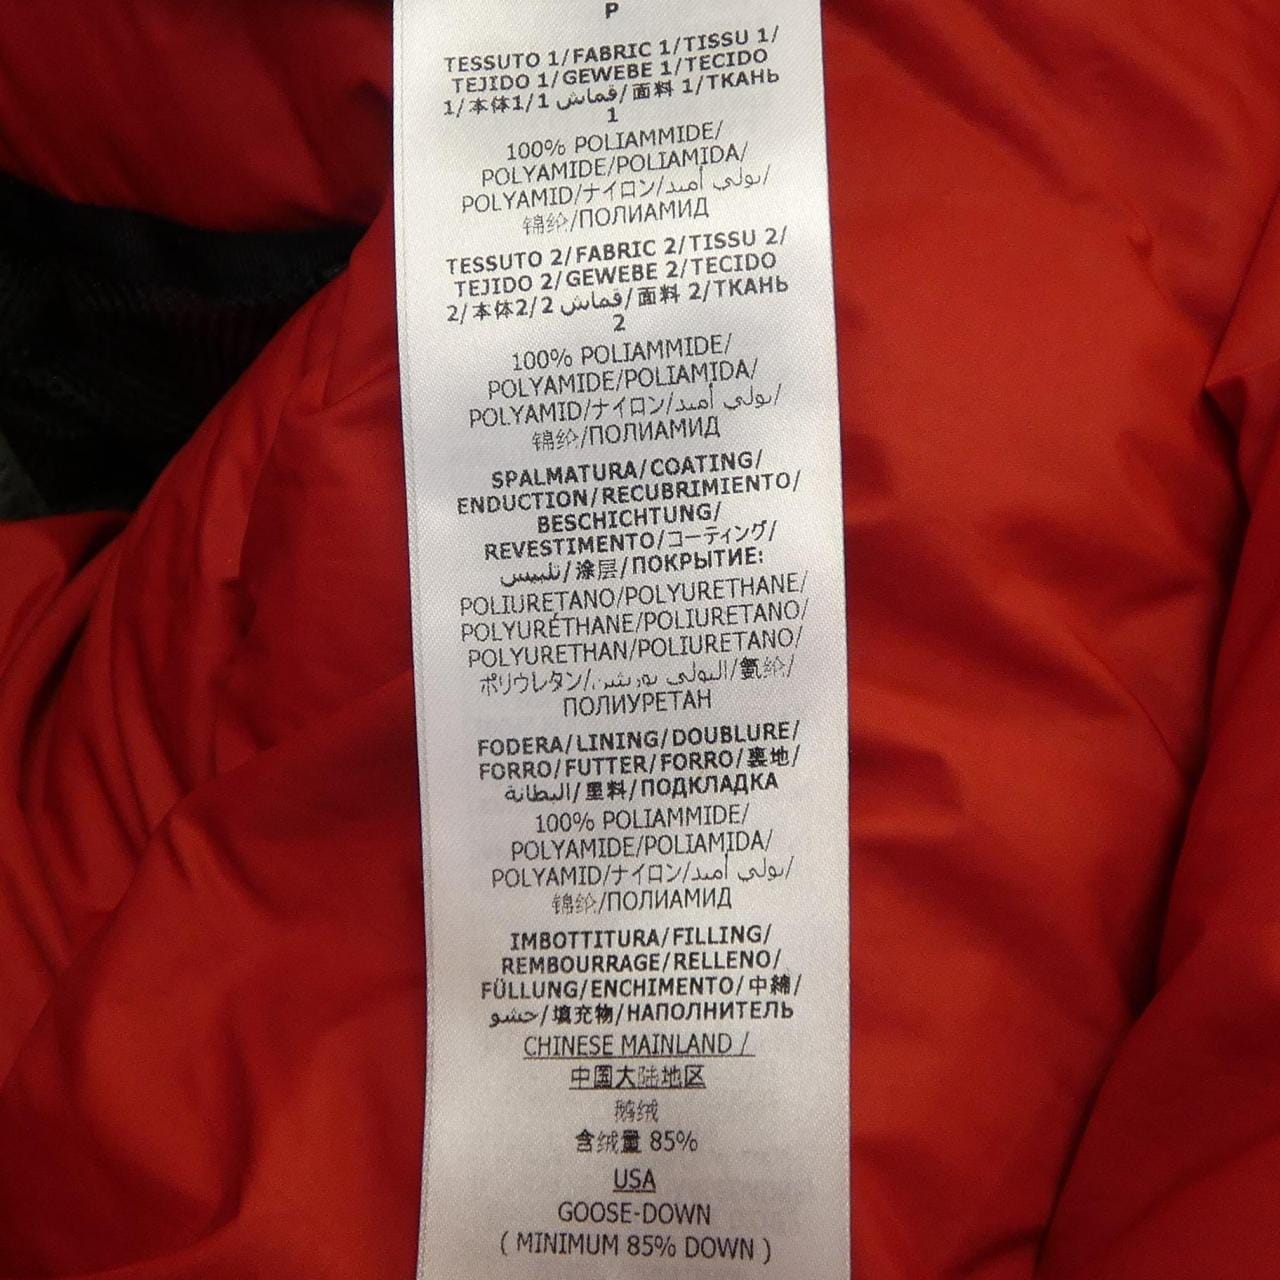 P
TESSUTO 1/FABRIC 1/TISSU 1/
TEJIDO 1/GEWEBE 1/TECIDO
1/本体1/1 قماش/面料 1/ТКАНЬ
1
100% POLIAMMIDE/
POLYAMIDE/POLIAMIDA/
POLYAMID/ナイロン/بولي أميد/
锦纶/ПОЛИАМИД
TESSUTO 2/FABRIC 2/TISSU 2/
TEJIDO 2/GEWEBE 2/TECIDO
2/本体2/2 قماش/面料 2/ТКАНЬ
2
100% POLIAMMIDE/
POLYAMIDE/POLIAMIDA/
POLYAMID/ナイロン/بولي أميد/
锦纶/ПОЛИАМИД
SPALMATURA/COATING/
ENDUCTION/RECUBRIMIENTO/
BESCHICHTUNG/
REVESTIMENTO/コーティング/
تلبيس/涂层/ПОКРЫТИЕ:
POLIURETANO/POLYURETHANE/
POLYURÉTHANE/POLIURETANO/
POLYURETHAN/POLIURETANO/
ポリウレタン/البولي يوريثين/氨纶/
ПОЛИУРЕТАН
FODERA/LINING/DOUBLURE/
FORRO/FUTTER/FORRO/裏地/
البطانة/里料/ПОДКЛАДКА
100% POLIAMMIDE/
POLYAMIDE/POLIAMIDA/
POLYAMID/ナイロン/بولي أميد/
锦纶/ПОЛИАМИД
IMBOTTITURA/FILLING/
REMBOURRAGE/RELLENO/
FÜLLUNG/ENCHIMENTO/中綿/
حشو/填充物/НАПОЛНИТЕЛЬ
CHINESE MAINLAND /
中国大陆地区
鹅绒
含绒量 85%
USA
GOOSE-DOWN
( MINIMUM 85% DOWN )